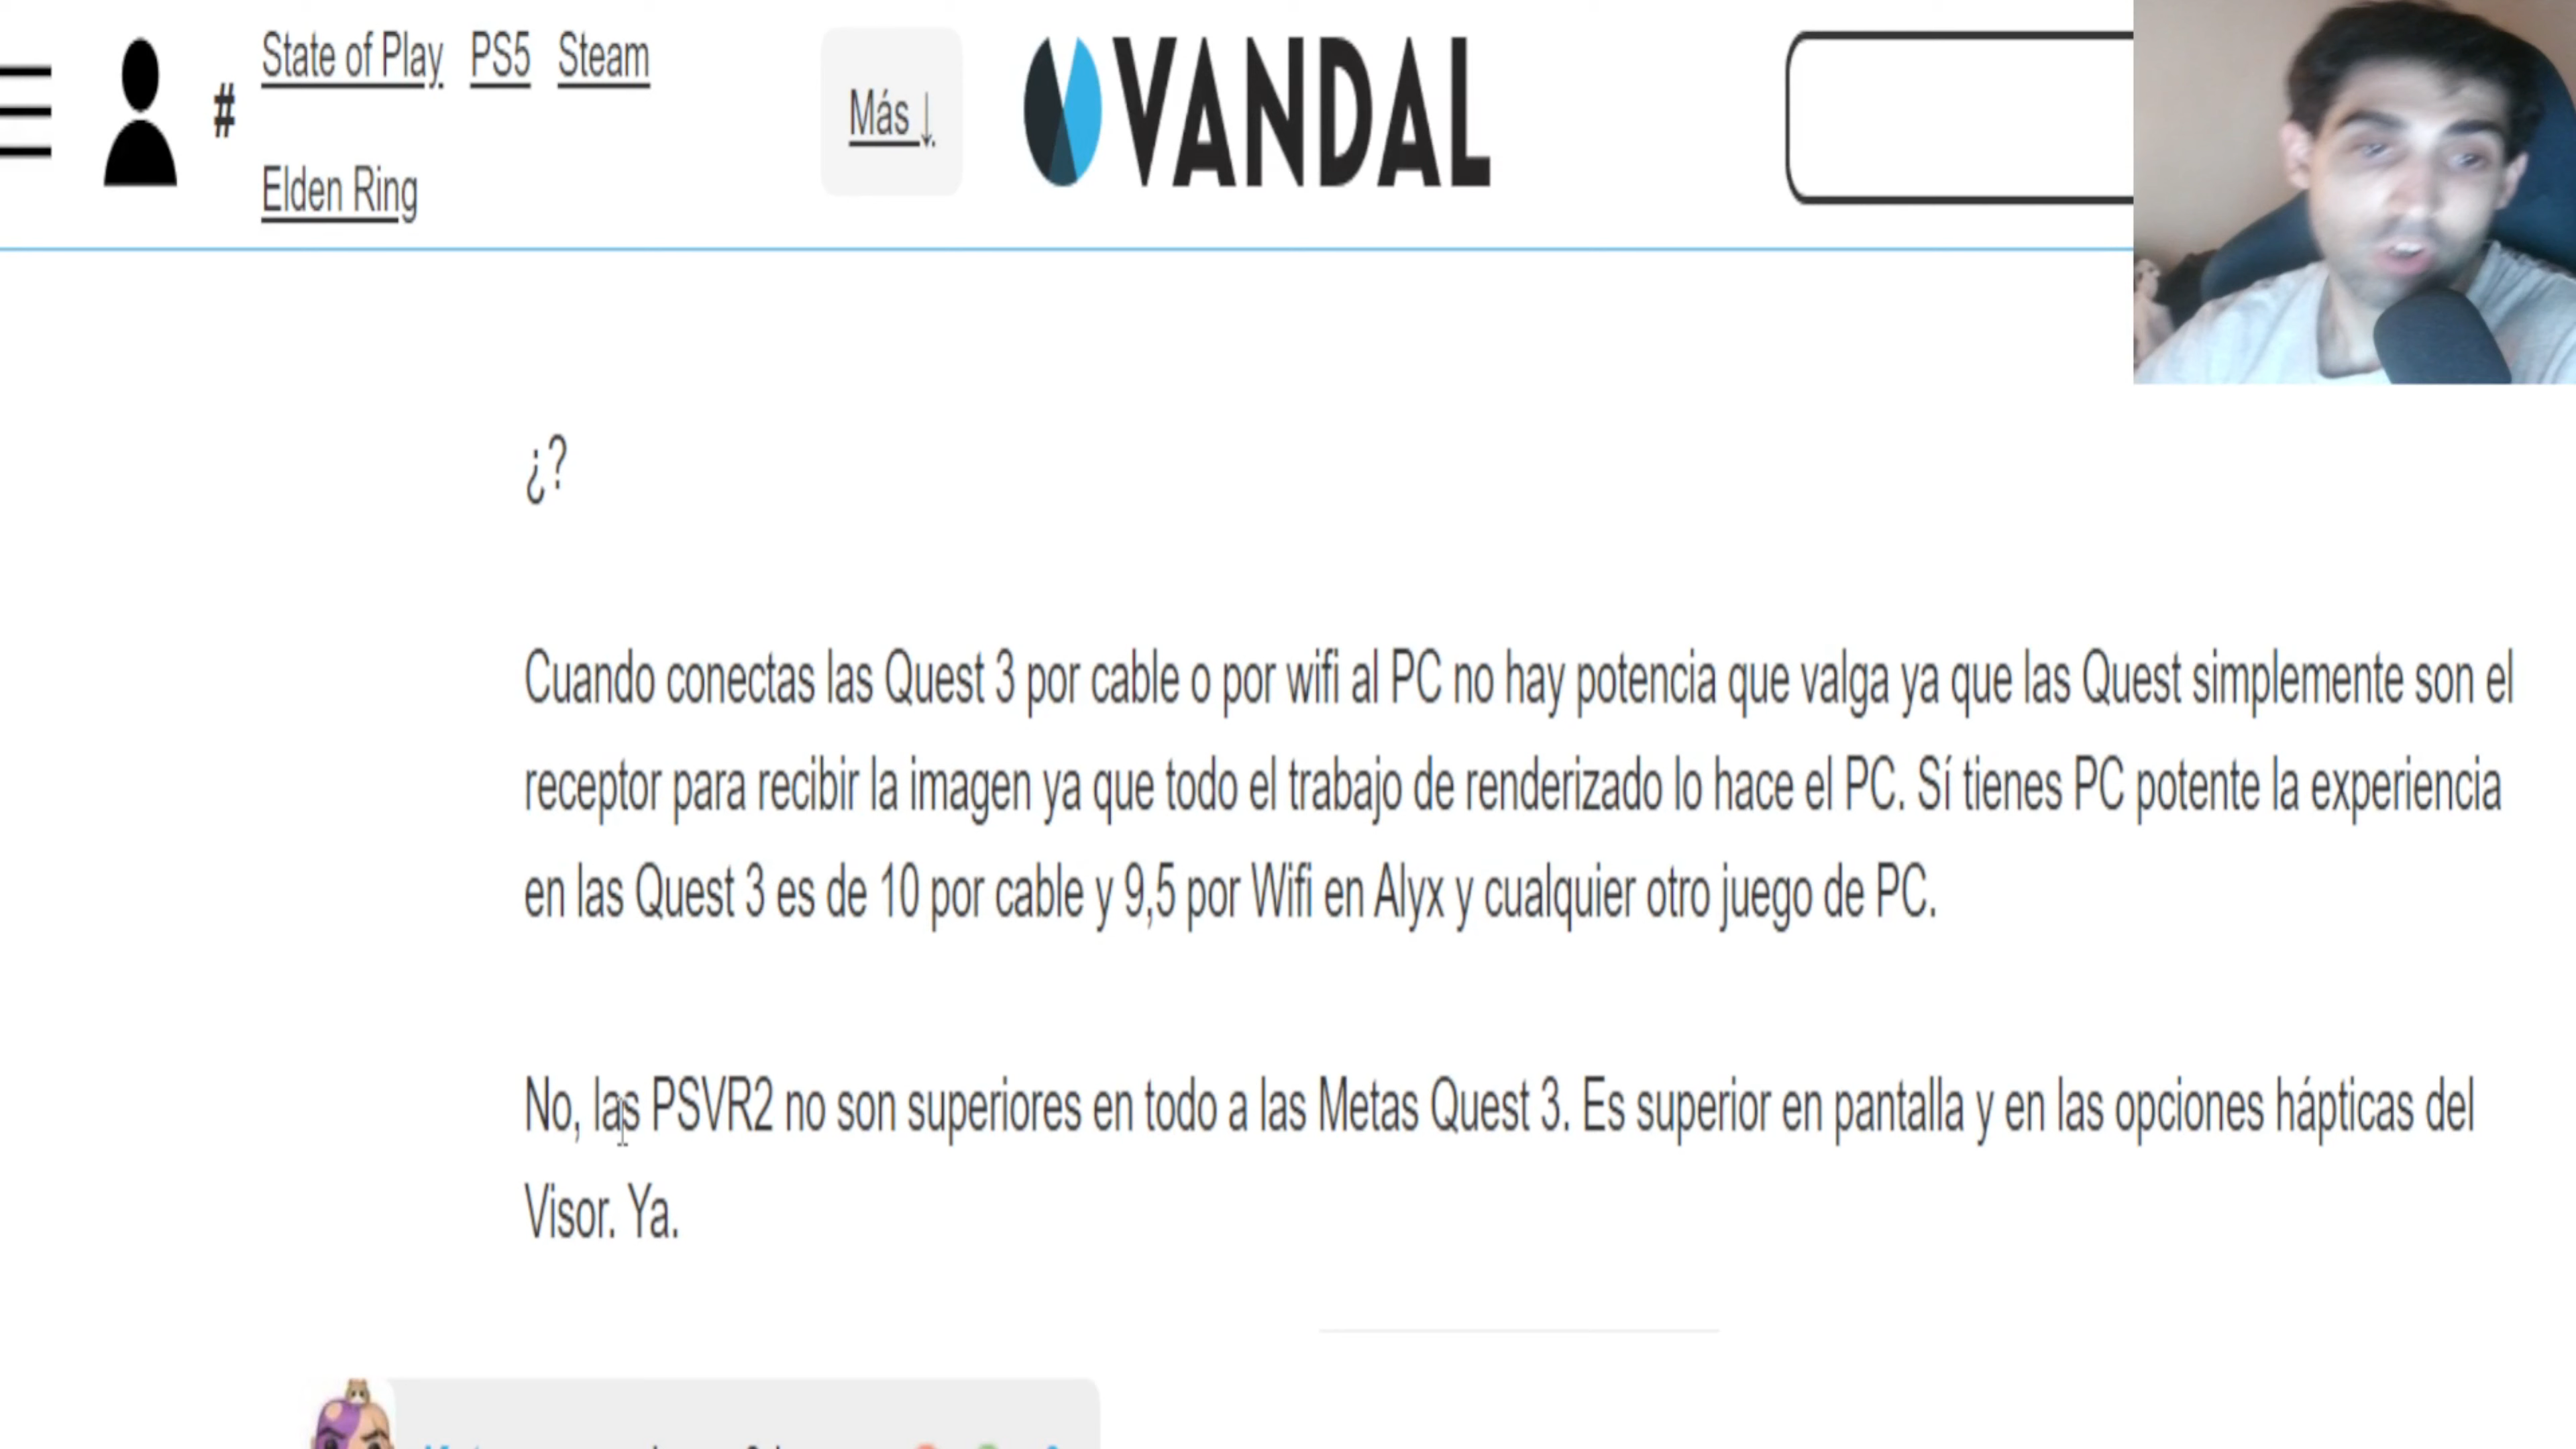 State of Play PS5 Steam
#
Elden Ring
Más ↓
VANDAL
¿?
Cuando conectas las Quest 3 por cable o por wifi al PC no hay potencia que valga ya que las Quest simplemente son el
receptor para recibir la imagen ya que todo el trabajo de renderizado lo hace el PC. Sí tienes PC potente la experiencia
en las Quest 3 es de 10 por cable y 9,5 por Wifi en Alyx y cualquier otro juego de PC.
No, las PSVR2 no son superiores en todo a las Metas Quest 3. Es superior en pantalla y en las opciones hápticas del
Visor. Ya.